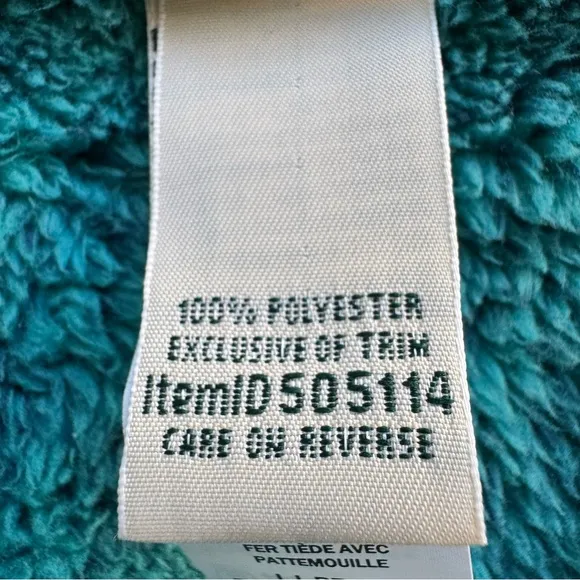 100% POLYESTER
EXCLUSIVE OF TRIM
ItemID 505114
CARE ON REVERSE
FER TIÈDE AVEC
PATTEMOUILLE